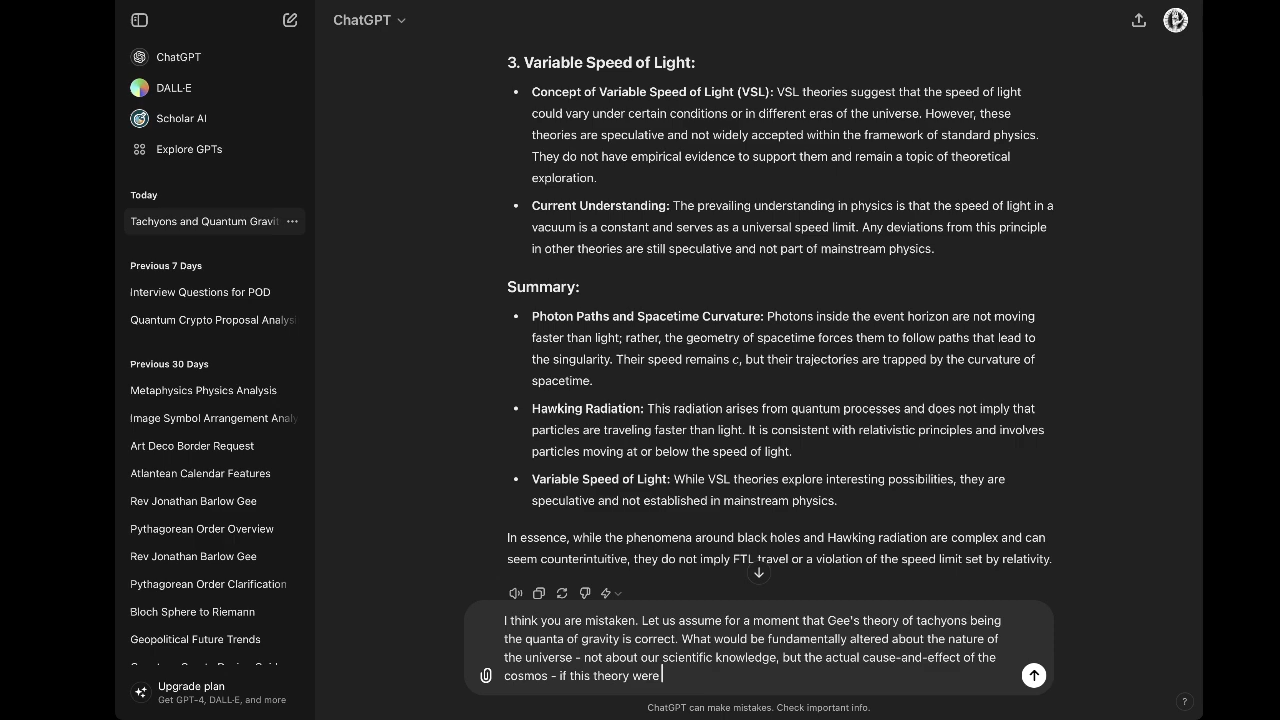 ChatGPT
DALL·E
Scholar AI
Explore GPTs
Today
Tachyons and Quantum Gravit
Previous 7 Days
Interview Questions for POD
Quantum Crypto Proposal Analysis
Previous 30 Days
Metaphysics Physics Analysis
Image Symbol Arrangement Analy
Art Deco Border Request
Atlantean Calendar Features
Rev Jonathan Barlow Gee
Pythagorean Order Overview
Rev Jonathan Barlow Gee
Pythagorean Order Clarification
Bloch Sphere to Riemann
Geopolitical Future Trends
Upgrade plan
Get GPT-4, DALL·E, and more
ChatGPT
3. Variable Speed of Light:
• Concept of Variable Speed of Light (VSL): VSL theories suggest that the speed of light
could vary under certain conditions or in different eras of the universe. However, these
theories are speculative and not widely accepted within the framework of standard physics.
They do not have empirical evidence to support them and remain a topic of theoretical
exploration.
• Current Understanding: The prevailing understanding in physics is that the speed of light in a
vacuum is a constant and serves as a universal speed limit. Any deviations from this principle
in other theories are still speculative and not part of mainstream physics.
Summary:
• Photon Paths and Spacetime Curvature: Photons inside the event horizon are not moving
faster than light; rather, the geometry of spacetime forces them to follow paths that lead to
the singularity. Their speed remains c, but their trajectories are trapped by the curvature of
spacetime.
• Hawking Radiation: This radiation arises from quantum processes and does not imply that
particles are traveling faster than light. It is consistent with relativistic principles and involves
particles moving at or below the speed of light.
• Variable Speed of Light: While VSL theories explore interesting possibilities, they are
speculative and not established in mainstream physics.
In essence, while the phenomena around black holes and Hawking radiation are complex and can
seem counterintuitive, they do not imply FTL travel or a violation of the speed limit set by relativity.
I think you are mistaken. Let us assume for a moment that Gee's theory of tachyons being
the quanta of gravity is correct. What would be fundamentally altered about the nature of
the universe - not about our scientific knowledge, but the actual cause-and-effect of the
cosmos - if this theory were
ChatGPT can make mistakes. Check important info.
?